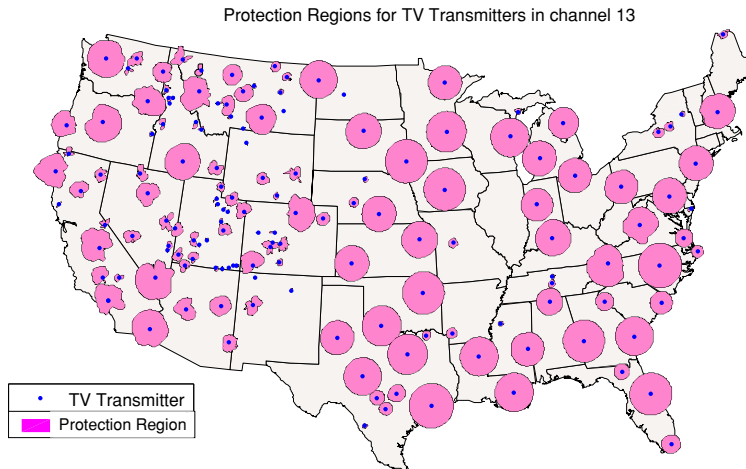 Protection Regions for TV Transmitters in channel 13
TV Transmitter
Protection Region